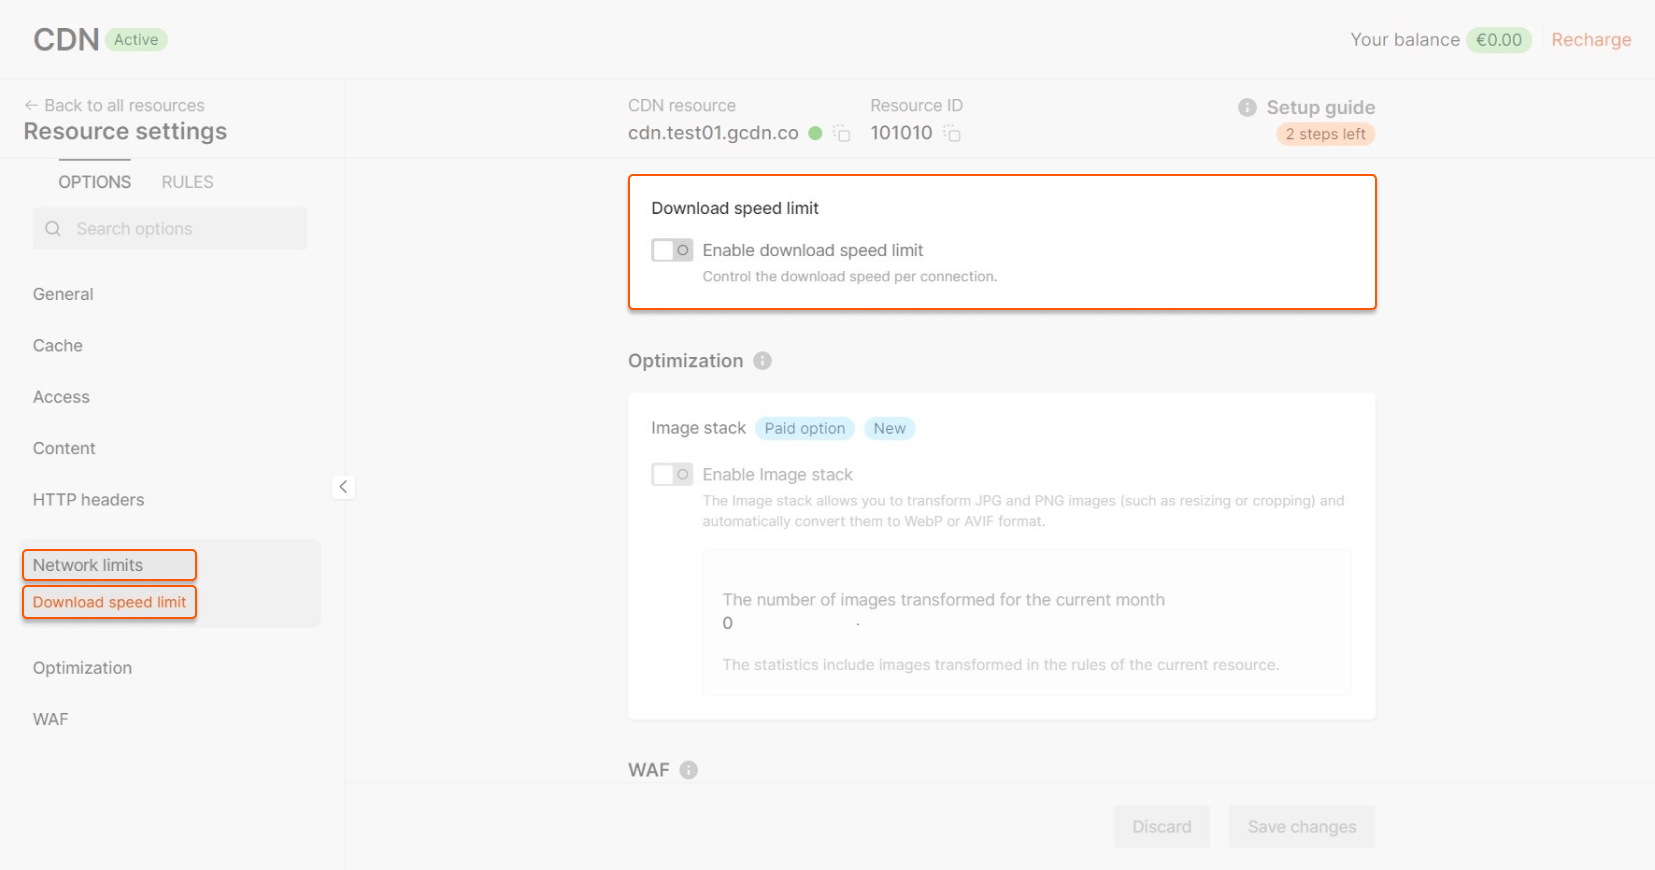 CDN Active
Your balance €0.00 Recharge
← Back to all resources
Resource settings
CDN resource
cdn.test01.gcdn.co
Resource ID
101010
Setup guide
2 steps left
OPTIONS RULES
Search options
General
Cache
Access
Content
HTTP headers
Network limits
Download speed limit
Optimization
WAF
Download speed limit
Enable download speed limit
Control the download speed per connection.
Optimization
Image stack Paid option New
Enable Image stack
The Image stack allows you to transform JPG and PNG images (such as resizing or cropping) and
automatically convert them to WebP or AVIF format.
The number of images transformed for the current month
0
The statistics include images transformed in the rules of the current resource.
WAF
Discard Save changes